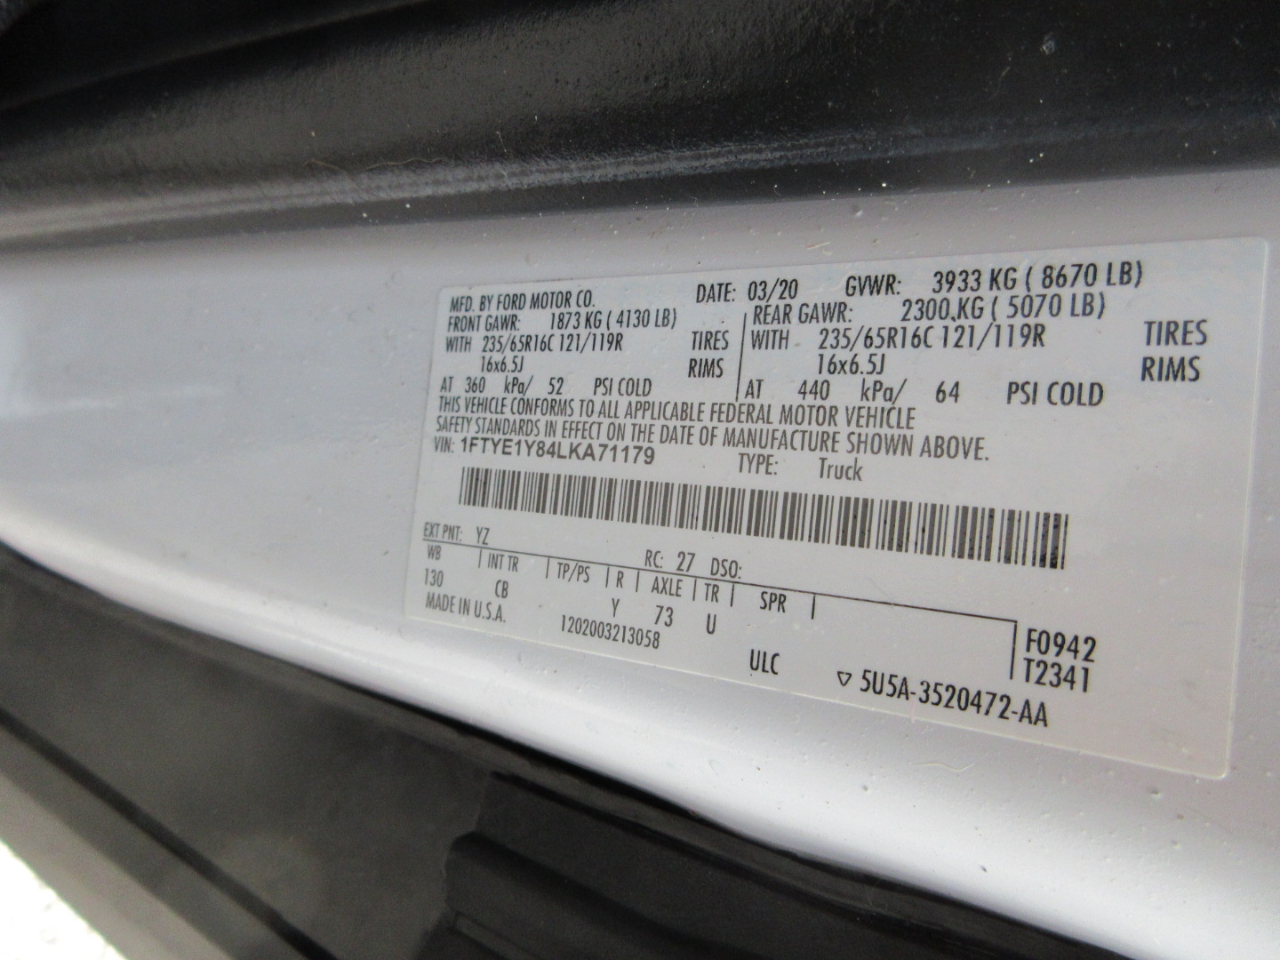 MFD. BY FORD MOTOR CO. DATE: 03/20 GVWR: 3933 KG ( 8670 LB)
FRONT GAWR: 1873 KG ( 4130 LB) REAR GAWR: 2300 KG ( 5070 LB)
WITH 235/65R16C 121/119R TIRES WITH 235/65R16C 121/119R TIRES
16x6.5J RIMS 16x6.5J RIMS
AT 360 kPa/ 52 PSI COLD AT 440 kPa/ 64 PSI COLD
THIS VEHICLE CONFORMS TO ALL APPLICABLE FEDERAL MOTOR VEHICLE
SAFETY STANDARDS IN EFFECT ON THE DATE OF MANUFACTURE SHOWN ABOVE.
VIN: 1FTYE1Y84LKA71179 TYPE: Truck
EXT PNT: YZ RC: 27 DSO:
WB INT TR TP/PS R AXLE TR SPR
130 CB Y 73 U F0942
MADE IN U.S.A. 1202003213058 T2341
ULC ▽ 5U5A-3520472-AA